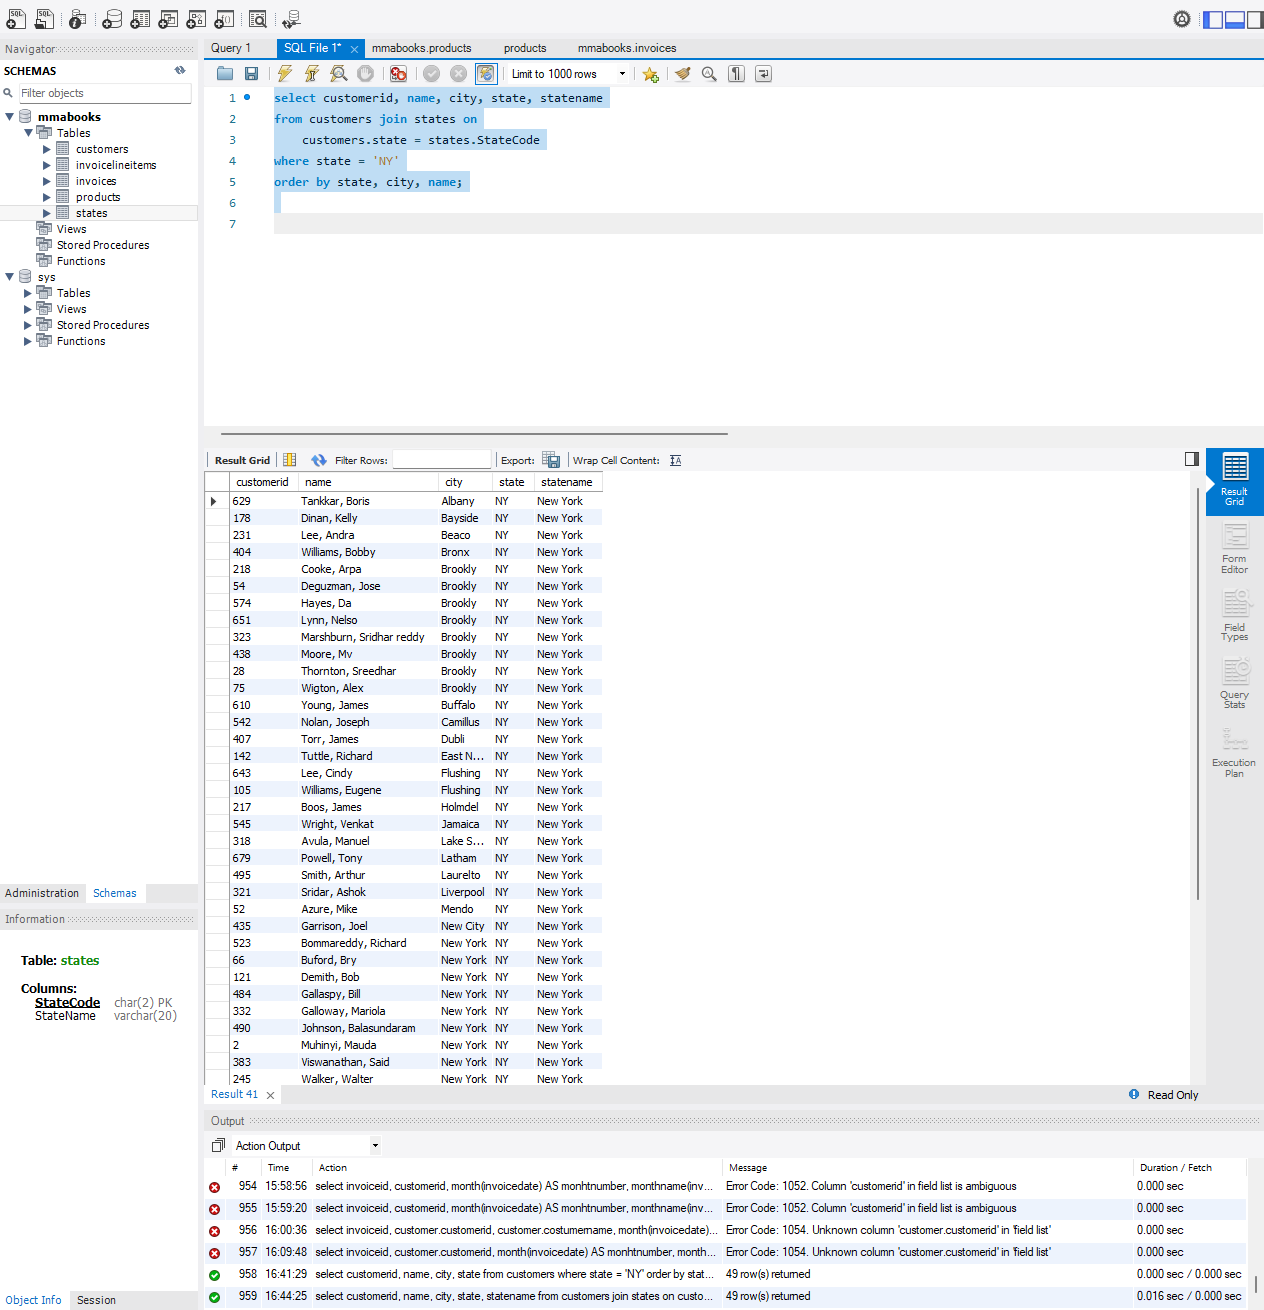 Navigator
SCHEMAS
Filter objects
mmabooks
Tables
customers
invoicelineitems
invoices
products
states
Views
Stored Procedures
Functions
sys
Tables
Views
Stored Procedures
Functions
Administration Schemas
Information
Table: states
Columns:
StateCode char(2) PK
StateName varchar(20)
Object Info Session
Query 1 SQL File 1* mmabooks.products products mmabooks.invoices
Limit to 1000 rows
1 select customerid, name, city, state, statename
2 from customers join states on
3 customers.state = states.StateCode
4 where state = 'NY'
5 order by state, city, name;
6
7
Result Grid Filter Rows: Export: Wrap Cell Content:
customerid name city state statename
629 Tankkar, Boris Albany NY New York
178 Dinan, Kelly Bayside NY New York
231 Lee, Andra Beaco NY New York
404 Williams, Bobby Bronx NY New York
218 Cooke, Arpa Brookly NY New York
54 Deguzman, Jose Brookly NY New York
574 Hayes, Da Brookly NY New York
651 Lynn, Nelso Brookly NY New York
323 Marshburn, Sridhar reddy Brookly NY New York
438 Moore, Mv Brookly NY New York
28 Thornton, Sreedhar Brookly NY New York
75 Wigton, Alex Brookly NY New York
610 Young, James Buffalo NY New York
542 Nolan, Joseph Camillus NY New York
407 Torr, James Dubli NY New York
142 Tuttle, Richard East N... NY New York
643 Lee, Cindy Flushing NY New York
105 Williams, Eugene Flushing NY New York
217 Boos, James Holmdel NY New York
545 Wright, Venkat Jamaica NY New York
318 Avula, Manuel Lake S... NY New York
679 Powell, Tony Latham NY New York
495 Smith, Arthur Laurelto NY New York
321 Sridar, Ashok Liverpool NY New York
52 Azure, Mike Mendo NY New York
435 Garrison, Joel New City NY New York
523 Bommareddy, Richard New York NY New York
66 Buford, Bry New York NY New York
121 Demith, Bob New York NY New York
484 Gallaspy, Bill New York NY New York
332 Galloway, Mariola New York NY New York
490 Johnson, Balasundaram New York NY New York
2 Muhinyi, Mauda New York NY New York
383 Viswanathan, Said New York NY New York
245 Walker, Walter New York NY New York
Result Grid
Form Editor
Field Types
Query Stats
Execution Plan
Result 41 Read Only
Output
Action Output
# Time Action Message Duration / Fetch
954 15:58:56 select invoiceid, customerid, month(invoicedate) AS monhtnumber, monthname(inv... Error Code: 1052. Column 'customerid' in field list is ambiguous 0.000 sec
955 15:59:20 select invoiceid, customerid, month(invoicedate) AS monhtnumber, monthname(inv... Error Code: 1052. Column 'customerid' in field list is ambiguous 0.000 sec
956 16:00:36 select invoiceid, customer.customerid, customer.costumername, month(invoicedate)... Error Code: 1054. Unknown column 'customer.customerid' in 'field list' 0.000 sec
957 16:09:48 select invoiceid, customer.customerid, month(invoicedate) AS monhtnumber, month... Error Code: 1054. Unknown column 'customer.customerid' in 'field list' 0.000 sec
958 16:41:29 select customerid, name, city, state from customers where state = 'NY' order by stat... 49 row(s) returned 0.000 sec / 0.000 sec
959 16:44:25 select customerid, name, city, state, statename from customers join states on custo... 49 row(s) returned 0.016 sec / 0.000 sec